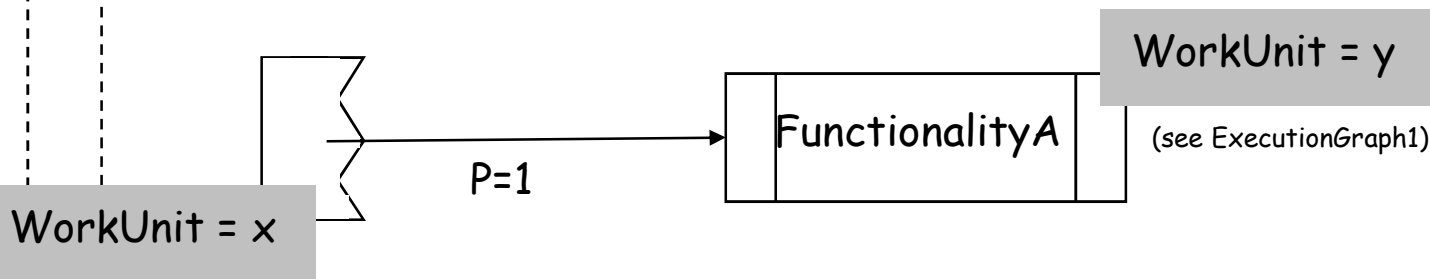 WorkUnit = y
FunctionalityA
(see ExecutionGraph1)
P=1
WorkUnit = x